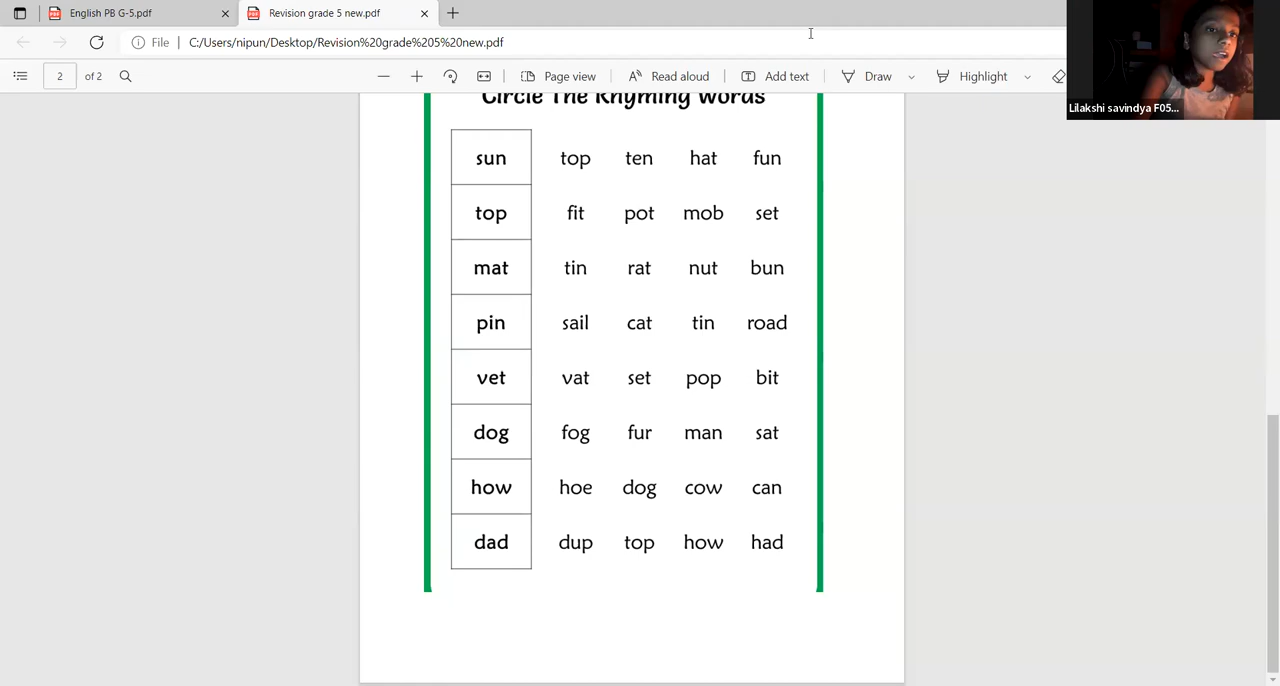 English PB G-5.pdf
Revision grade 5 new.pdf
File | C:/Users/nipun/Desktop/Revision%20grade%205%20new.pdf
2 of 2 Page view Read aloud Add text Draw Highlight
Lilakshi savindya F05...
Circle The Rhyming Words
sun top ten hat fun
top fit pot mob set
mat tin rat nut bun
pin sail cat tin road
vet vat set pop bit
dog fog fur man sat
how hoe dog cow can
dad dup top how had